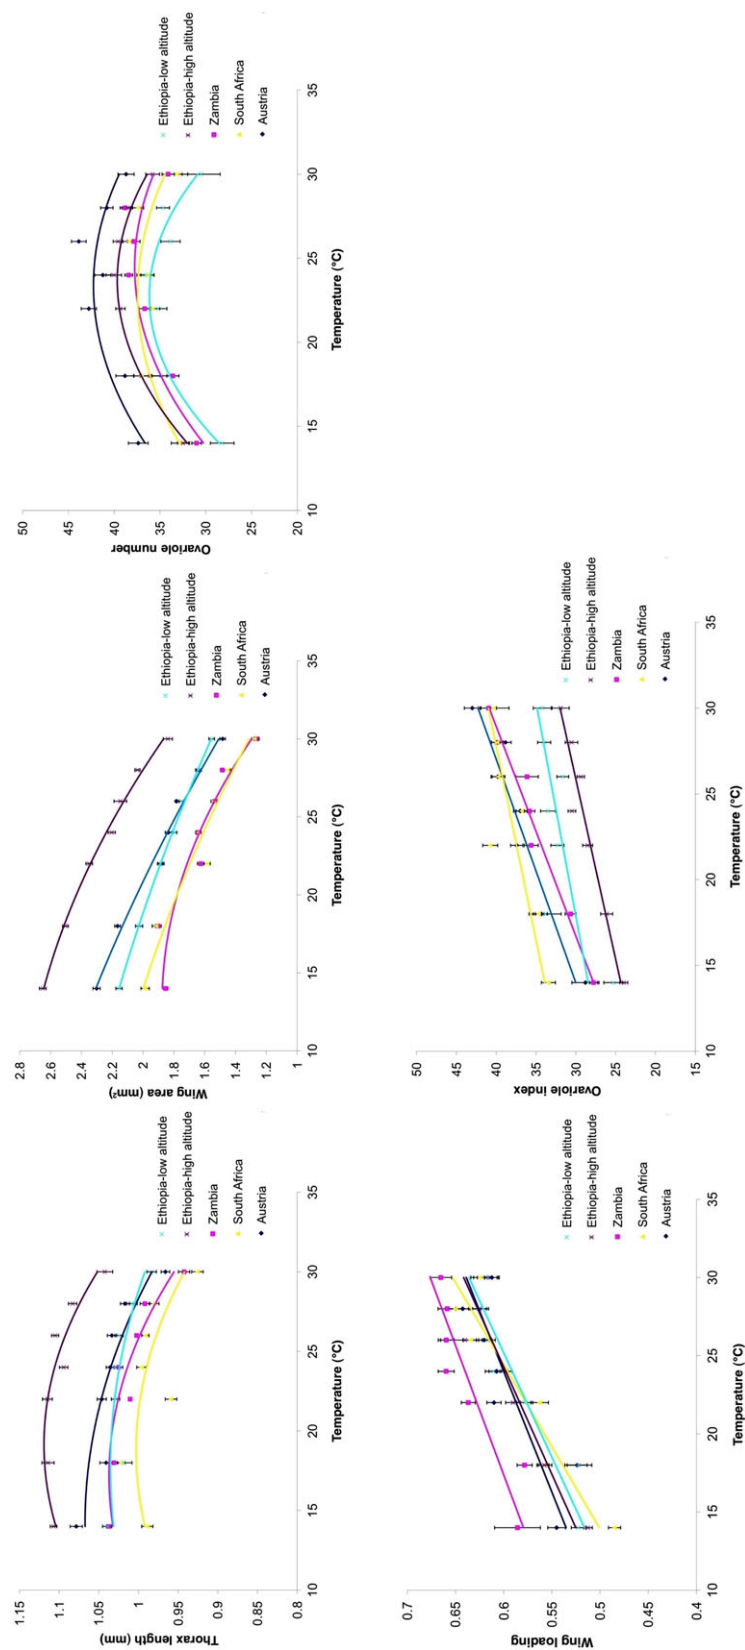 1.15
1.1
1.05
1
0.95
0.9
0.85
0.8
Thorax length (mm)
10
15
20
25
30
35
Temperature (°C)
Ethiopia-low altitude
Ethiopia-high altitude
Zambia
South Africa
Austria
2.8
2.6
2.4
2.2
2
1.8
1.6
1.4
1.2
1
Wing area (mm²)
10
15
20
25
30
35
Temperature (°C)
Ethiopia-low altitude
Ethiopia-high altitude
Zambia
South Africa
Austria
50
45
40
35
30
25
20
Ovariole number
10
15
20
25
30
35
Temperature (°C)
Ethiopia-low altitude
Ethiopia-high altitude
Zambia
South Africa
Austria
0.7
0.65
0.6
0.55
0.5
0.45
0.4
Wing loading
10
15
20
25
30
35
Temperature (°C)
Ethiopia-low altitude
Ethiopia-high altitude
Zambia
South Africa
Austria
50
45
40
35
30
25
20
15
Ovariole index
10
15
20
25
30
35
Temperature (°C)
Ethiopia-low altitude
Ethiopia-high altitude
Zambia
South Africa
Austria